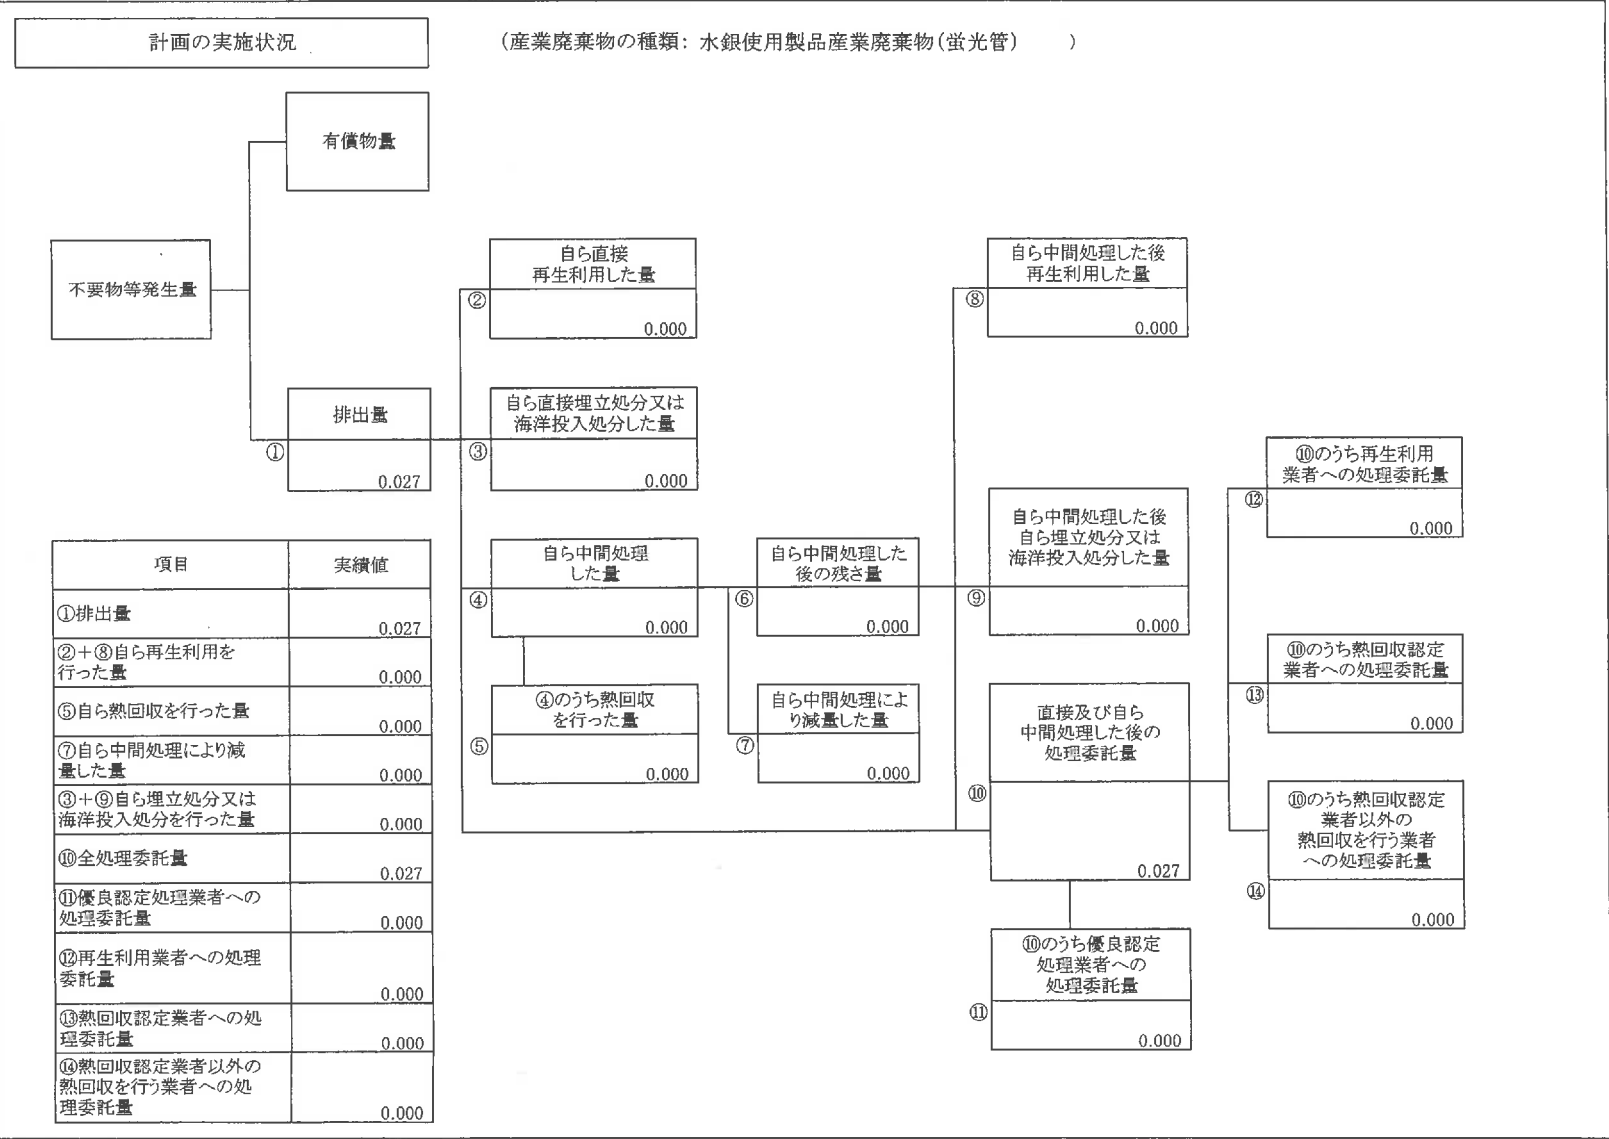 計画の実施状況
（産業廃棄物の種類：水銀使用製品産業廃棄物（蛍光管）　　）
有償物量
不要物等発生量
排出量
①
0.027
自ら直接
再生利用した量
②
0.000
自ら直接埋立処分又は
海洋投入処分した量
③
0.000
自ら中間処理
した量
④
0.000
④のうち熱回収
を行った量
⑤
0.000
自ら中間処理した
後の残さ量
⑥
0.000
自ら中間処理によ
り減量した量
⑦
0.000
自ら中間処理した後
再生利用した量
⑧
0.000
自ら中間処理した後
自ら埋立処分又は
海洋投入処分した量
⑨
0.000
直接及び自ら
中間処理した後の
処理委託量
⑩
0.027
⑩のうち優良認定
処理業者への
処理委託量
⑪
0.000
⑩のうち再生利用
業者への処理委託量
⑫
0.000
⑩のうち熱回収認定
業者への処理委託量
⑬
0.000
⑩のうち熱回収認定
業者以外の
熱回収を行う業者
への処理委託量
⑭
0.000
項目 実績値
①排出量
0.027
②＋⑧自ら再生利用を
行った量
0.000
⑤自ら熱回収を行った量
0.000
⑦自ら中間処理により減
量した量
0.000
③＋⑨自ら埋立処分又は
海洋投入処分を行った量
0.000
⑩全処理委託量
0.027
⑪優良認定処理業者への
処理委託量
0.000
⑫再生利用業者への処理
委託量
0.000
⑬熱回収認定業者への処
理委託量
0.000
⑭熱回収認定業者以外の
熱回収を行う業者への処
理委託量
0.000